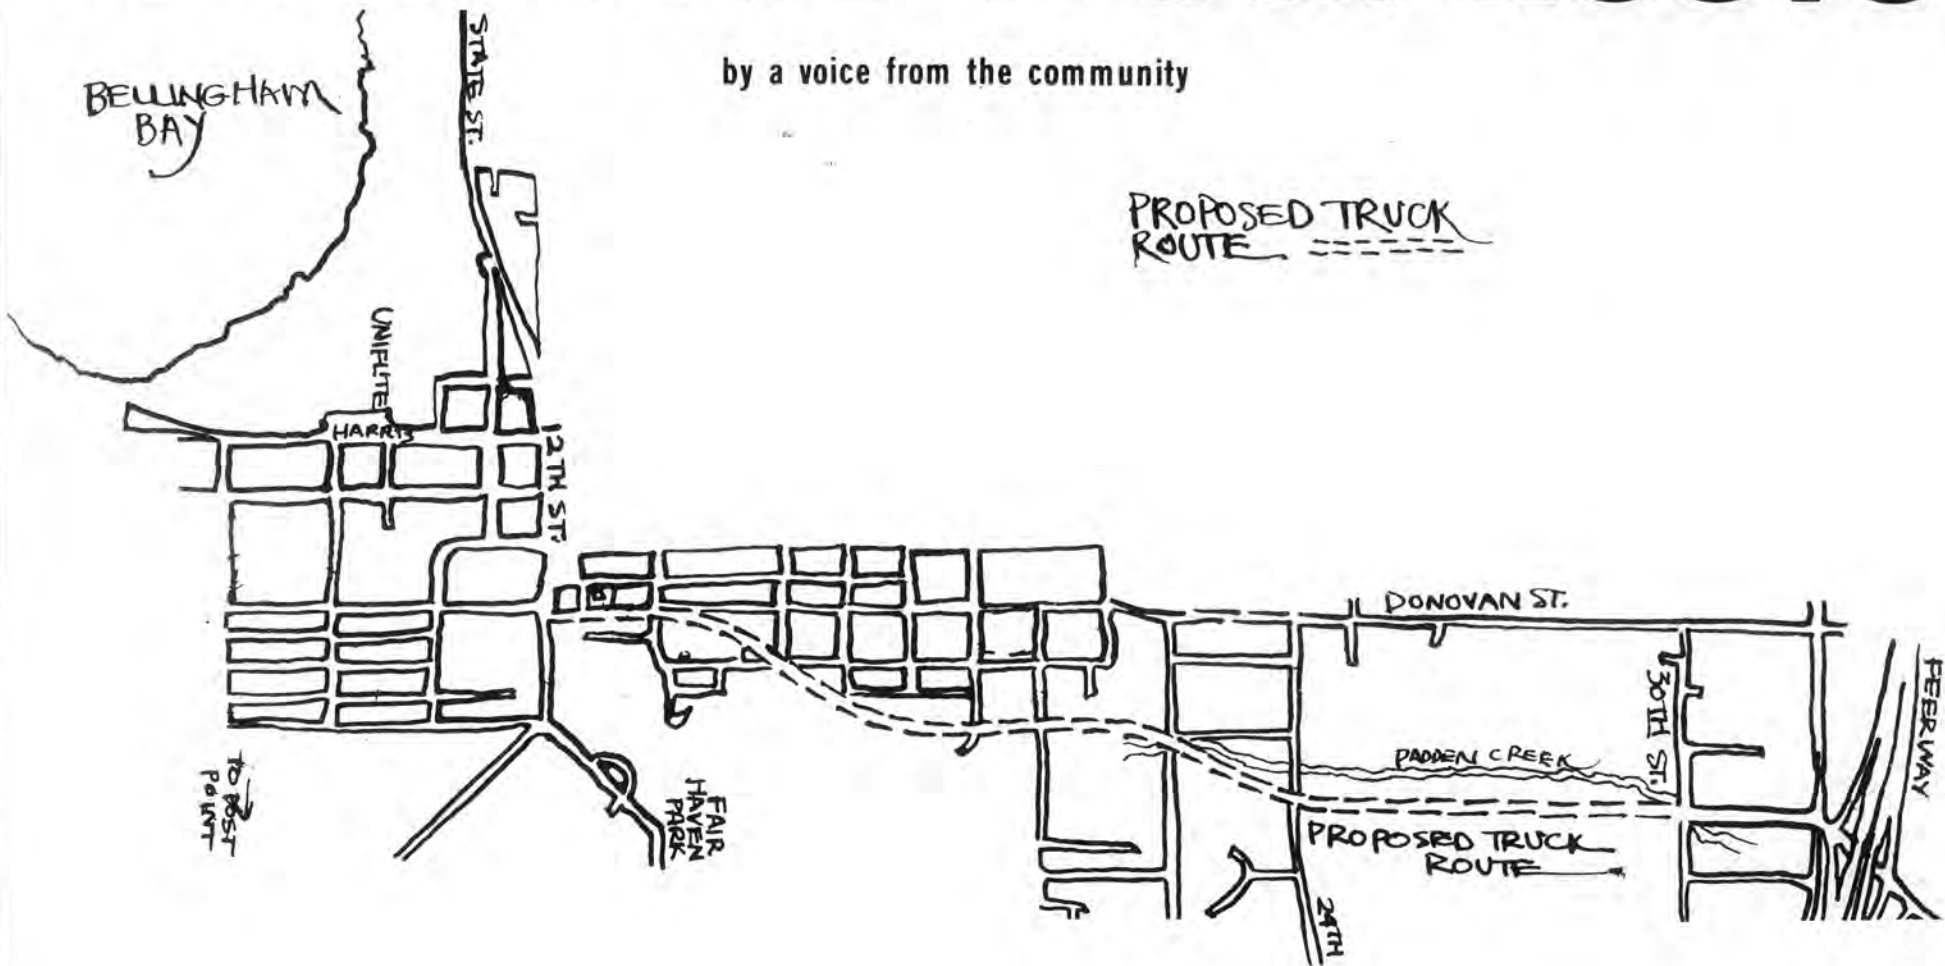 by a voice from the community
BELLINGHAM
BAY
STATE ST.
PROPOSED TRUCK
ROUTE
UNIFLITE
HARRIS
12TH ST.
DONOVAN ST.
30TH ST.
FEERWAY
PADDEN CREEK
PROPOSED TRUCK
ROUTE
TO POST
POINT
FAIR
HAVEN
PARK
24TH